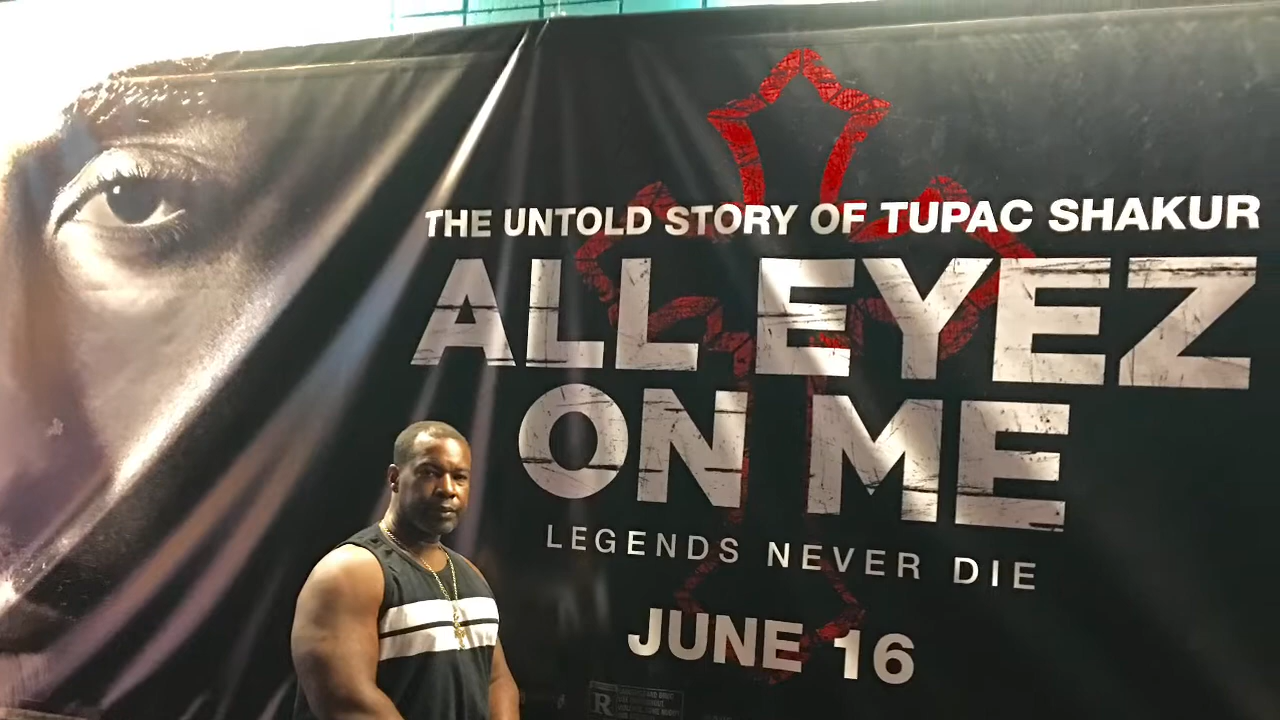 THE UNTOLD STORY OF TUPAC SHAKUR
ALL EYEZ
ON ME
LEGENDS NEVER DIE
JUNE 16
R